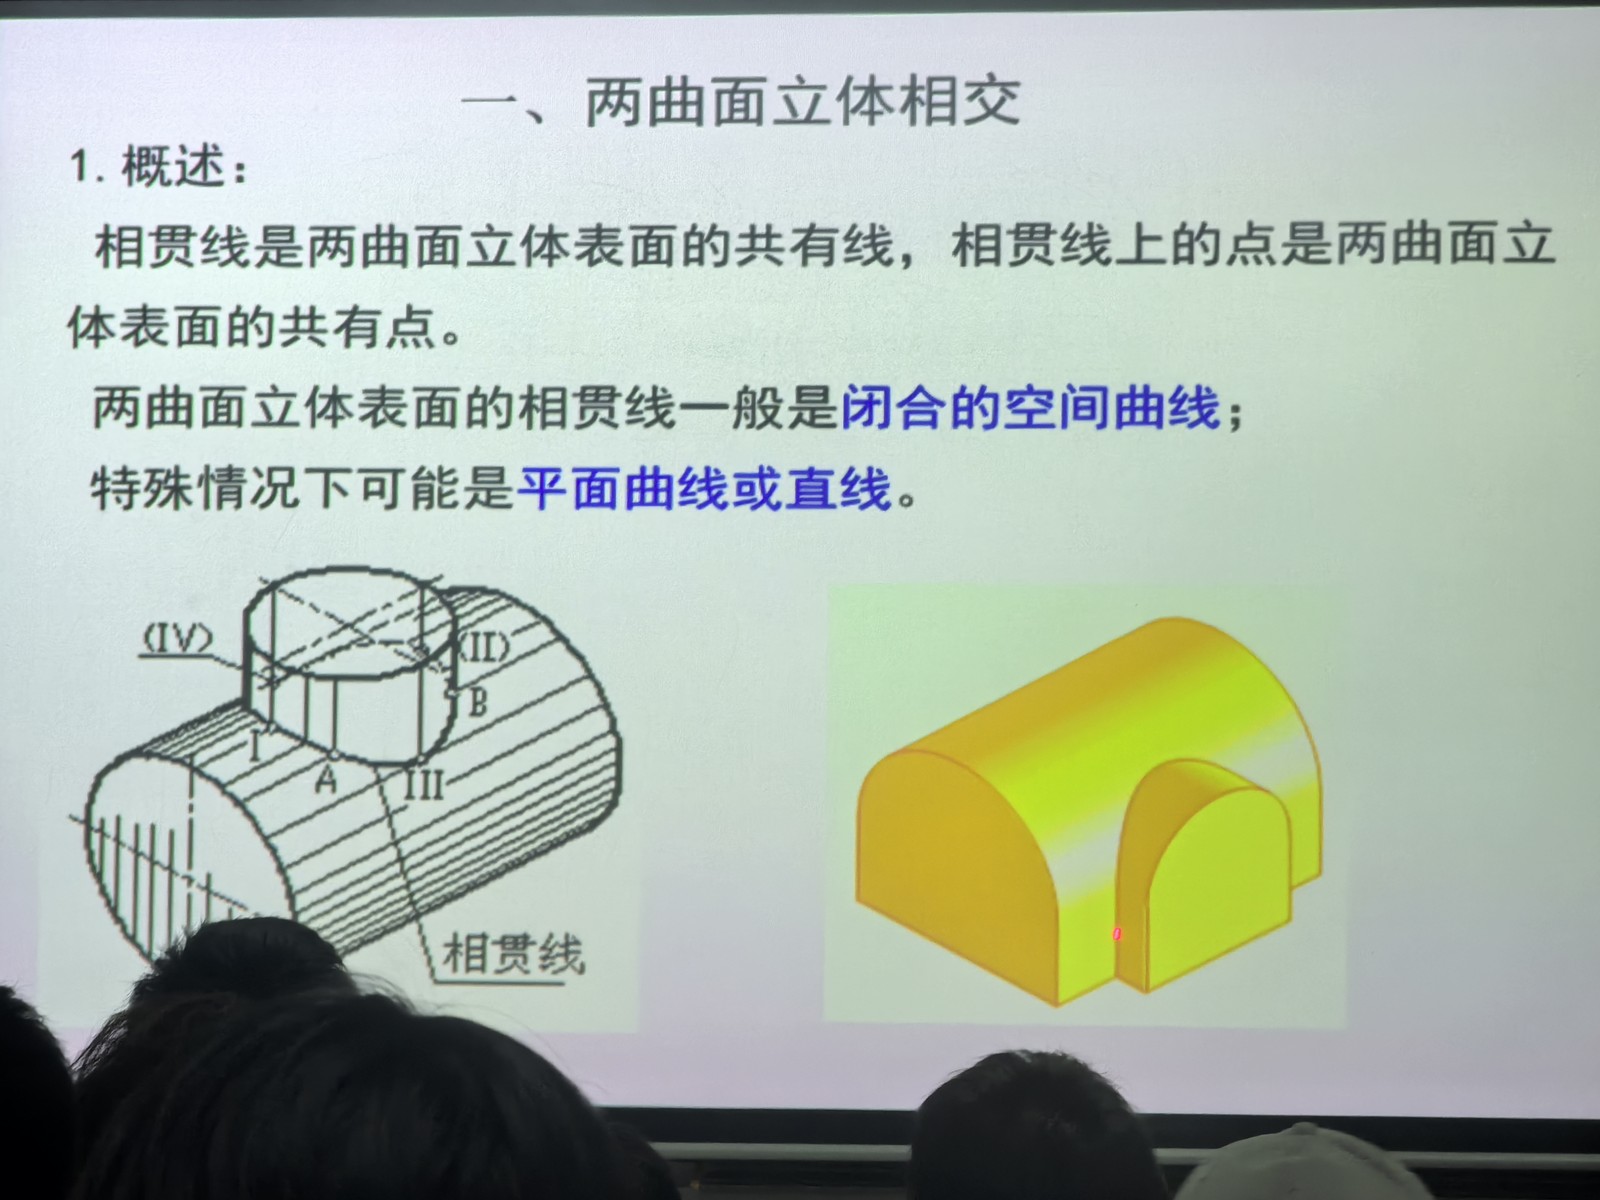 一、两曲面立体相交
1.概述：
相贯线是两曲面立体表面的共有线，相贯线上的点是两曲面立
体表面的共有点。
两曲面立体表面的相贯线一般是闭合的空间曲线；
特殊情况下可能是平面曲线或直线。
(IV)
(II)
B
I
A
III
相贯线